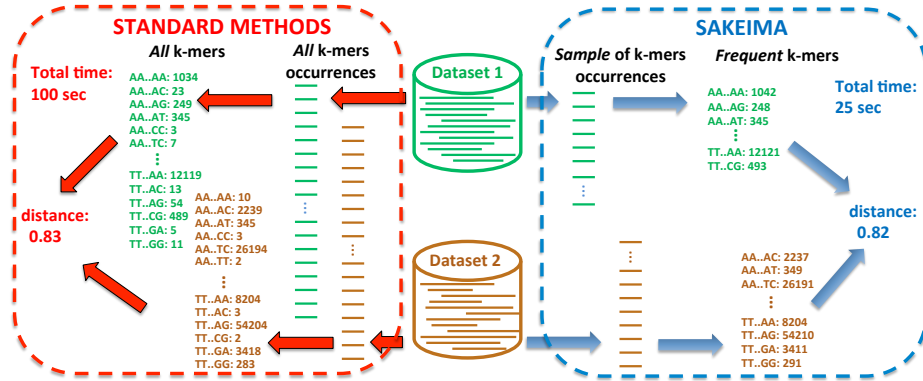 STANDARD METHODS
All k-mers
All k-mers
occurrences
Total time:
100 sec
AA..AA: 1034
AA..AC: 23
AA..AG: 249
AA..AT: 345
AA..CC: 3
AA..TC: 7
⋮
TT..AA: 12119
TT..AC: 13
TT..AG: 54
TT..CG: 489
TT..GA: 5
TT..GG: 11
AA..AA: 10
AA..AC: 2239
AA..AT: 345
AA..CC: 3
AA..TC: 26194
AA..TT: 2
⋮
TT..AA: 8204
TT..AC: 3
TT..AG: 54204
TT..CG: 2
TT..GA: 3418
TT..GG: 283
distance:
0.83
Dataset 1
Dataset 2
SAKEIMA
Sample of k-mers
occurrences
Frequent k-mers
Total time:
25 sec
AA..AA: 1042
AA..AG: 248
AA..AT: 345
⋮
TT..AA: 12121
TT..CG: 493
AA..AC: 2237
AA..AT: 349
AA..TC: 26191
⋮
TT..AA: 8204
TT..AG: 54210
TT..GA: 3411
TT..GG: 291
distance:
0.82